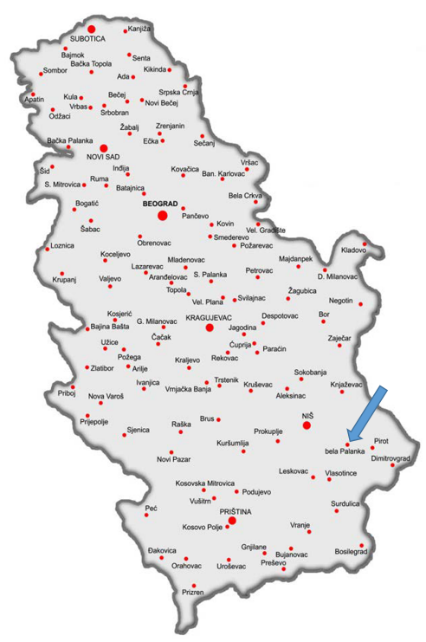 Kanjiža
SUBOTICA
Bajmok
Senta
Bačka Topola
Sombor
Kikinda
Ada
Srpska Crnja
Apatin
Kula
Bečej
Novi Bečej
Vrbas
Srbobran
Odžaci
Žabalj
Zrenjanin
Ečka
Sečanj
Bačka Palanka
NOVI SAD
Vršac
Šid
Inđija
Kovačica
Ban. Karlovac
S. Mitrovica
Ruma
Batajnica
Bela Crkva
Bogatić
BEOGRAD
Pančevo
Šabac
Kovin
Vel. Gradište
Smederevo
Obrenovac
Požarevac
Loznica
Kladovo
Koceljevo
Mladenovac
Majdanpek
Lazarevac
D. Milanovac
Krupanj
Valjevo
Aranđelovac
S. Palanka
Petrovac
Topola
Žagubica
Vel. Plana
Svilajnac
Negotin
Kosjerić
G. Milanovac
KRAGUJEVAC
Despotovac
Bor
Bajina Bašta
Jagodina
Čačak
Zaječar
Užice
Ćuprija
Požega
Rekovac
Paraćin
Zlatibor
Arilje
Kraljevo
Sokobanja
Priboj
Ivanjica
Vrnjačka Banja
Trstenik
Kruševac
Aleksinac
Knjaževac
Nova Varoš
Prijepolje
Brus
NIŠ
Sjenica
Raška
Prokuplje
Pirot
Kuršumlija
bela Palanka
Novi Pazar
Dimitrovgrad
Leskovac
Vlasotince
Kosovska Mitrovica
Podujevo
Vušitrn
Surdulica
Peć
PRIŠTINA
Kosovo Polje
Vranje
Đakovica
Gnjilane
Bujanovac
Bosilegrad
Orahovac
Uroševac
Preševo
Prizren